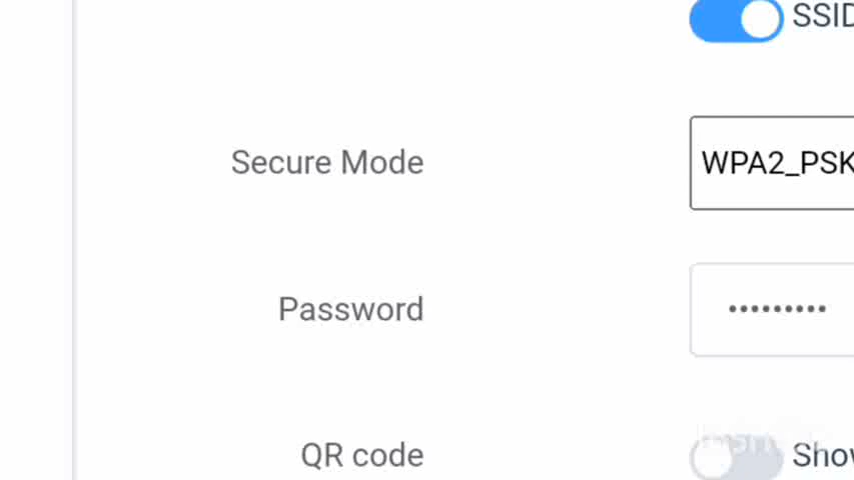 SSID
Secure Mode
WPA2_PSK
Password
•••••••••
QR code
Show